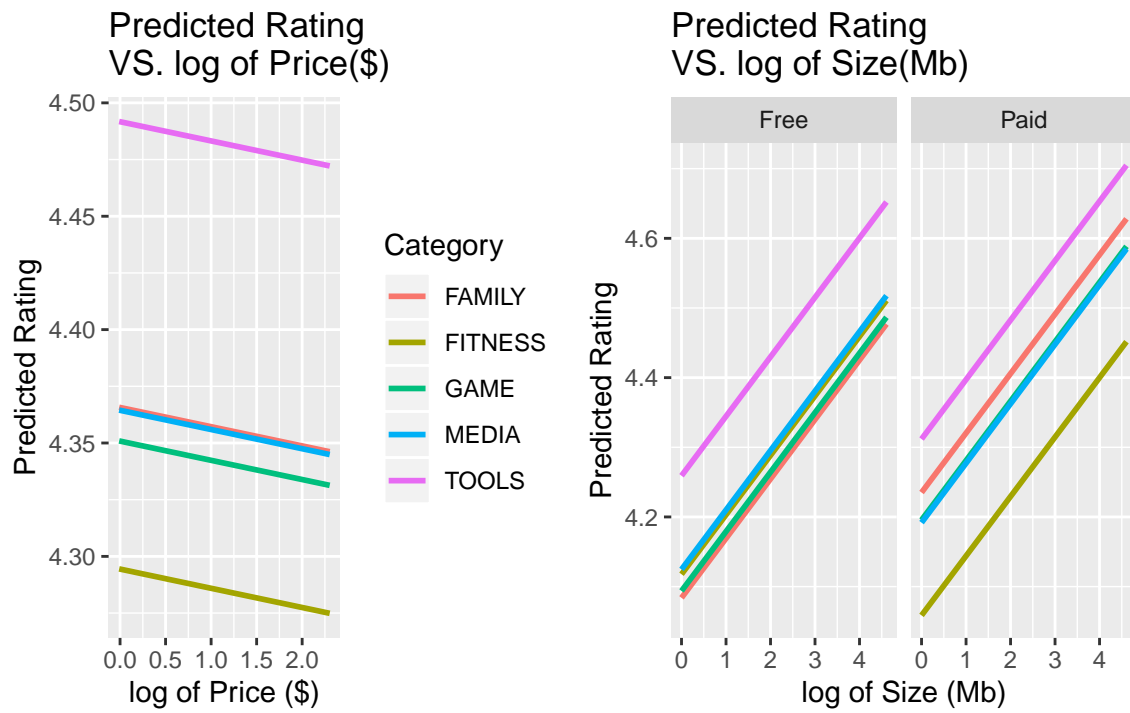 Predicted Rating
VS. log of Price($)
4.50
4.45
4.40
4.35
4.30
Predicted Rating
0.0 0.5 1.0 1.5 2.0
log of Price ($)
Category
FAMILY
FITNESS
GAME
MEDIA
TOOLS
Predicted Rating
VS. log of Size(Mb)
Free Paid
4.6
4.4
4.2
Predicted Rating
0 1 2 3 4 0 1 2 3 4
log of Size (Mb)